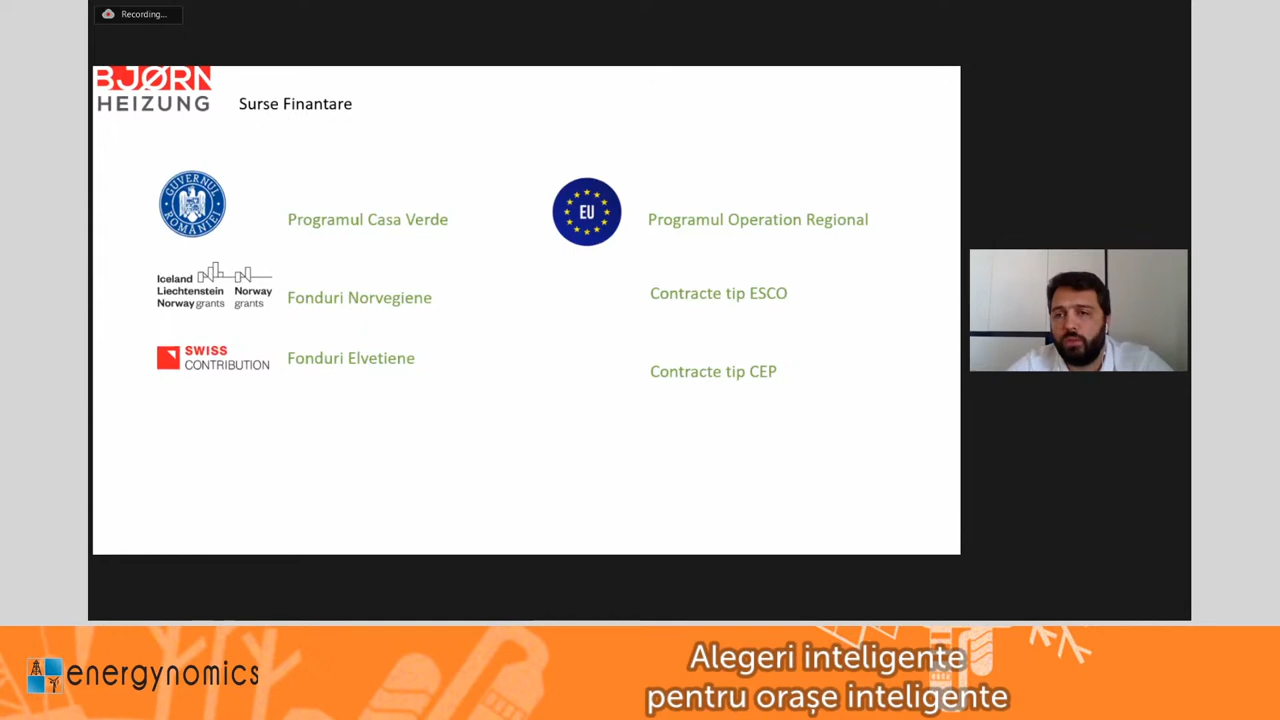 Recording...
BJØRN
HEIZUNG
Surse Finantare
GUVERNUL
ROMÂNIEI
Programul Casa Verde
EU
Programul Operation Regional
Iceland
Liechtenstein
Norway grants
Norway
grants
Fonduri Norvegiene
Contracte tip ESCO
SWISS
CONTRIBUTION
Fonduri Elvetiene
Contracte tip CEP
energynomics
Alegeri inteligente
pentru orașe inteligente